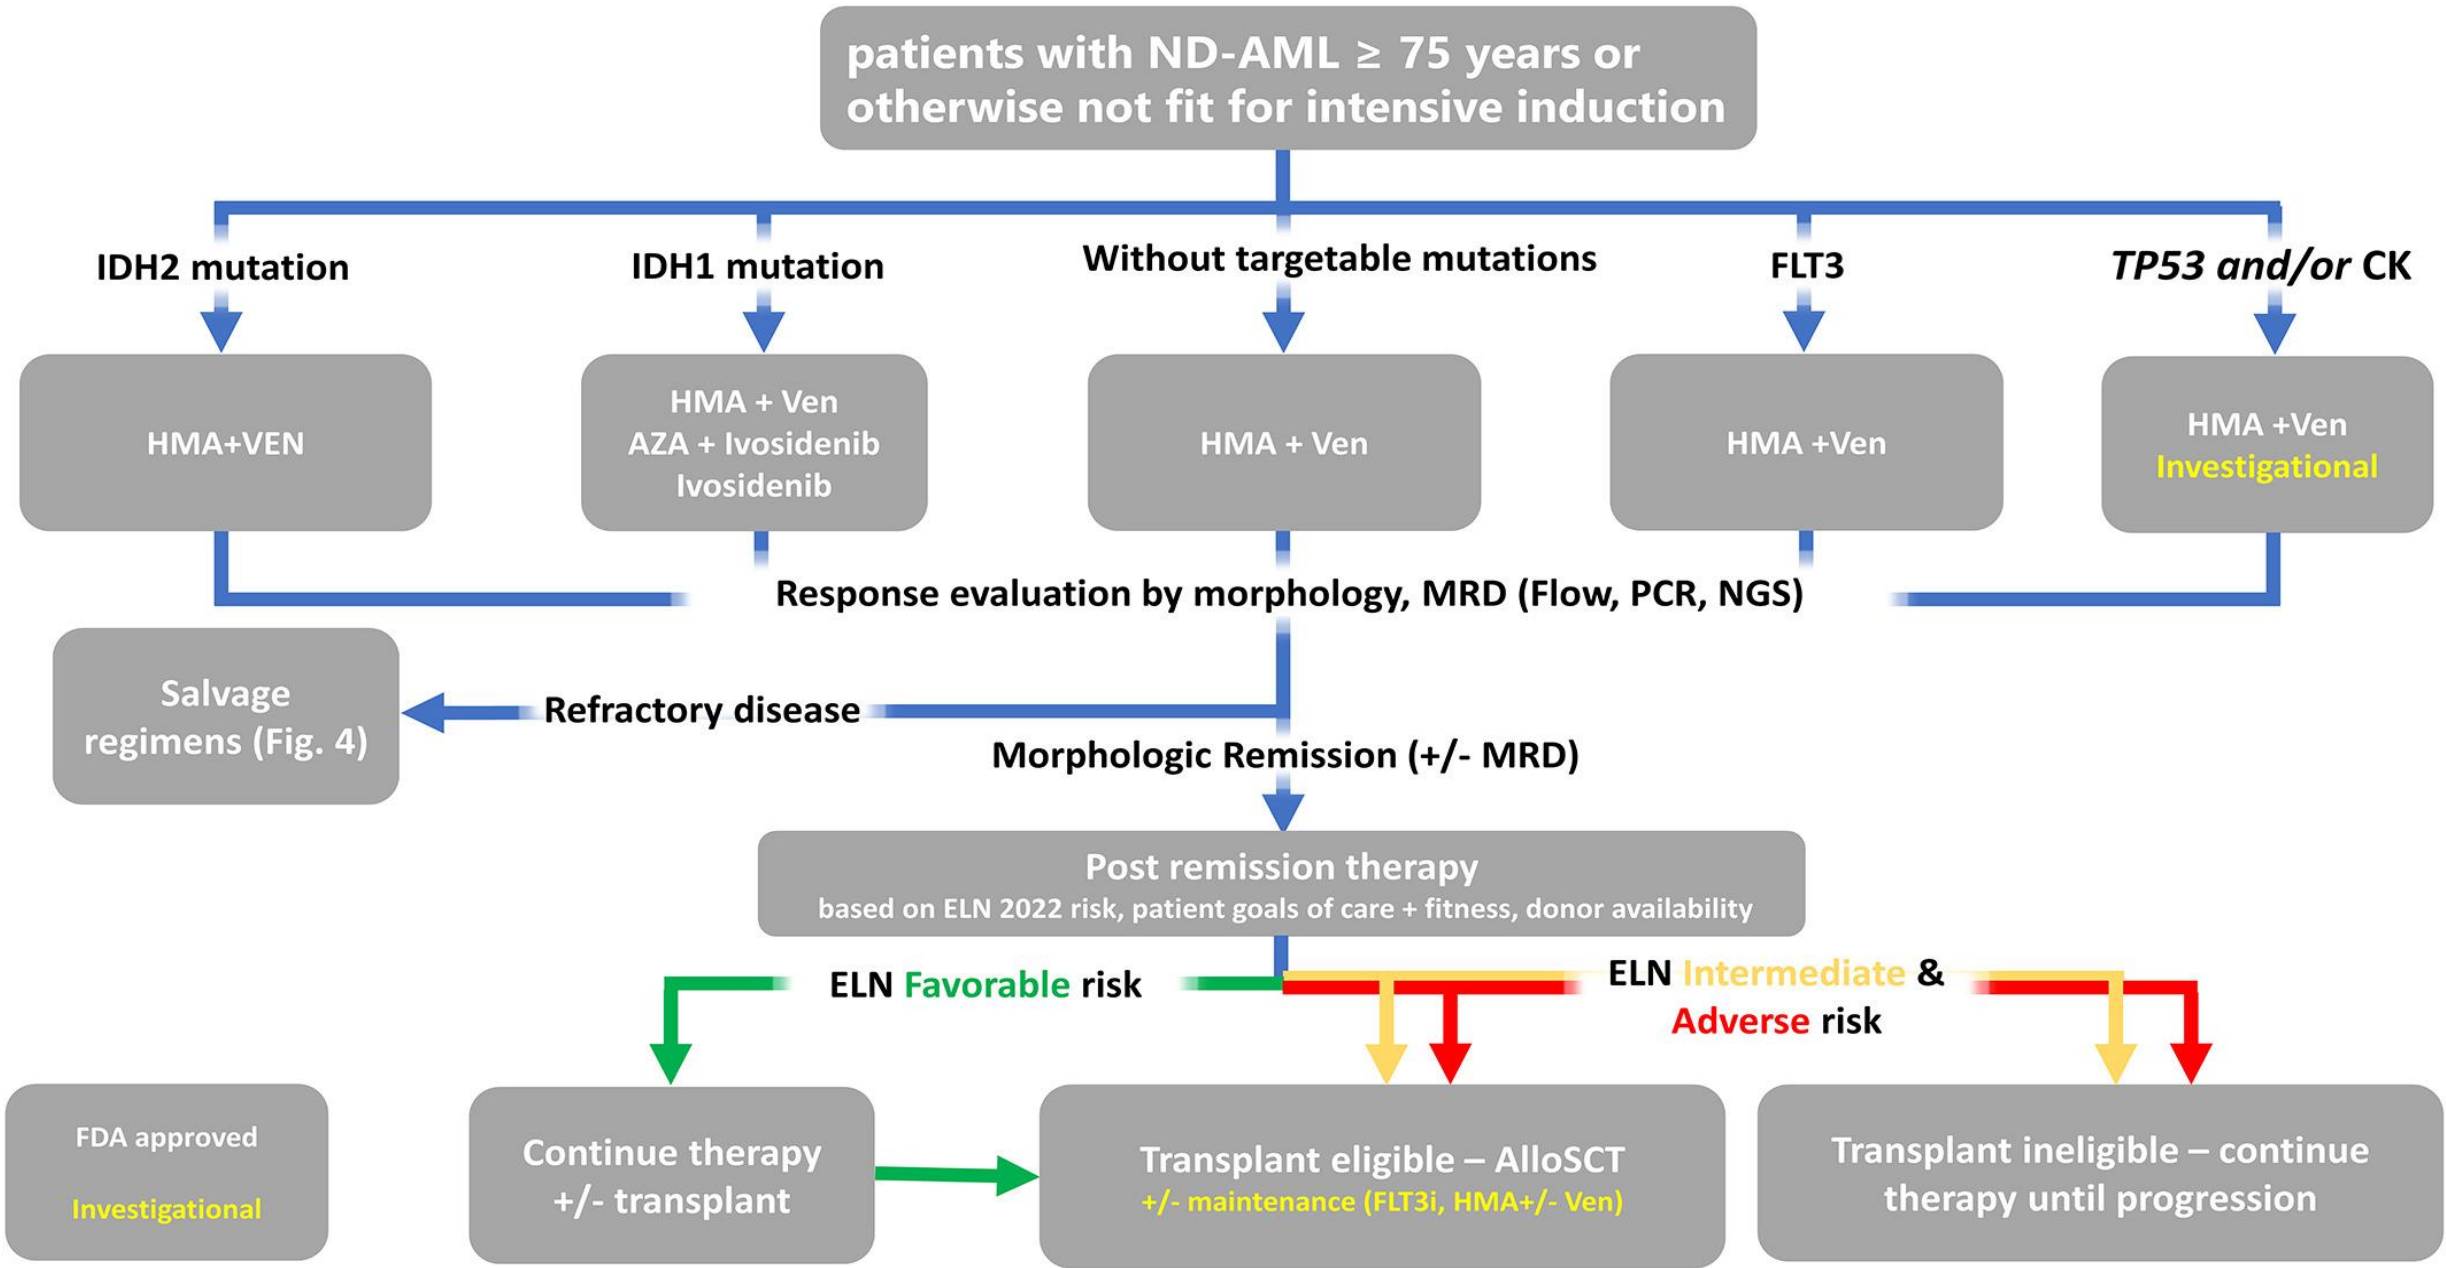 patients with ND-AML ≥ 75 years or
otherwise not fit for intensive induction
IDH2 mutation
IDH1 mutation
Without targetable mutations
FLT3
TP53 and/or CK
HMA+VEN
HMA + Ven
AZA + Ivosidenib
Ivosidenib
HMA + Ven
HMA +Ven
HMA +Ven
Investigational
Response evaluation by morphology, MRD (Flow, PCR, NGS)
Salvage
regimens (Fig. 4)
Refractory disease
Morphologic Remission (+/- MRD)
Post remission therapy
based on ELN 2022 risk, patient goals of care + fitness, donor availability
ELN Favorable risk
ELN Intermediate &
Adverse risk
FDA approved
Investigational
Continue therapy
+/- transplant
Transplant eligible – AlloSCT
+/- maintenance (FLT3i, HMA+/- Ven)
Transplant ineligible – continue
therapy until progression